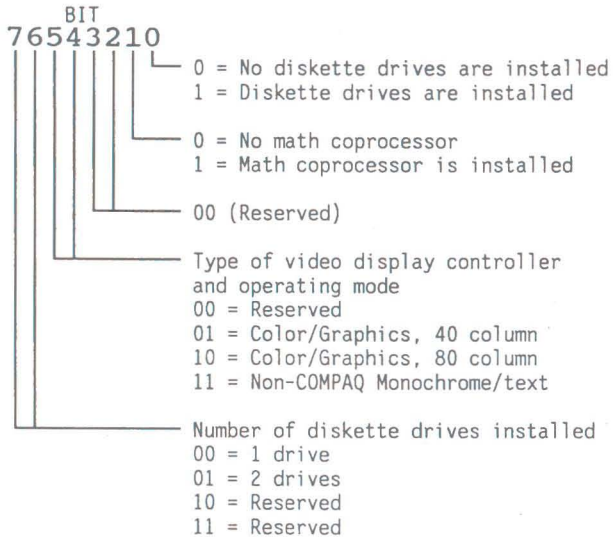 BIT
76543210
0 = No diskette drives are installed
1 = Diskette drives are installed
0 = No math coprocessor
1 = Math coprocessor is installed
00 (Reserved)
Type of video display controller
and operating mode
00 = Reserved
01 = Color/Graphics, 40 column
10 = Color/Graphics, 80 column
11 = Non-COMPAQ Monochrome/text
Number of diskette drives installed
00 = 1 drive
01 = 2 drives
10 = Reserved
11 = Reserved